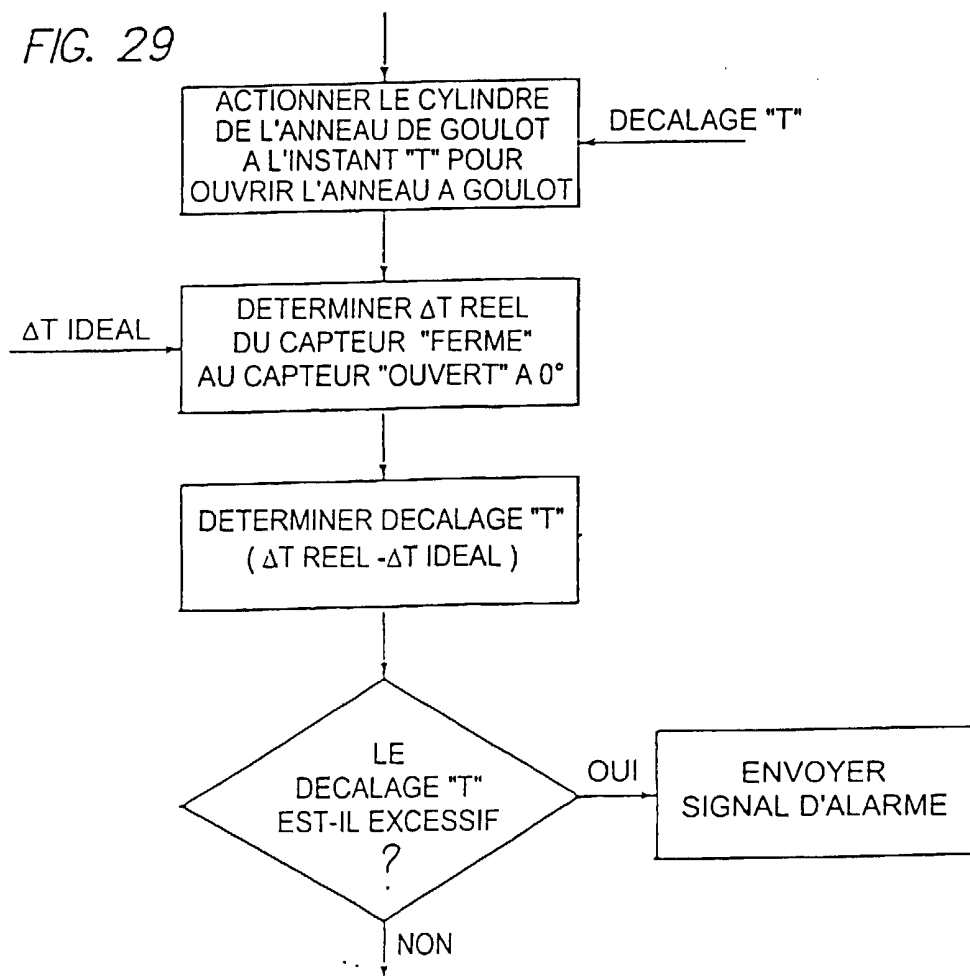 FIG. 29
ACTIONNER LE CYLINDRE
DE L'ANNEAU DE GOULOT
A L'INSTANT "T" POUR
OUVRIR L'ANNEAU A GOULOT
DECALAGE "T"
ΔT IDEAL
DETERMINER ΔT REEL
DU CAPTEUR "FERME"
AU CAPTEUR "OUVERT" A 0°
DETERMINER DECALAGE "T"
( ΔT REEL -ΔT IDEAL )
LE
DECALAGE "T"
EST-IL EXCESSIF
?
OUI
ENVOYER
SIGNAL D'ALARME
NON